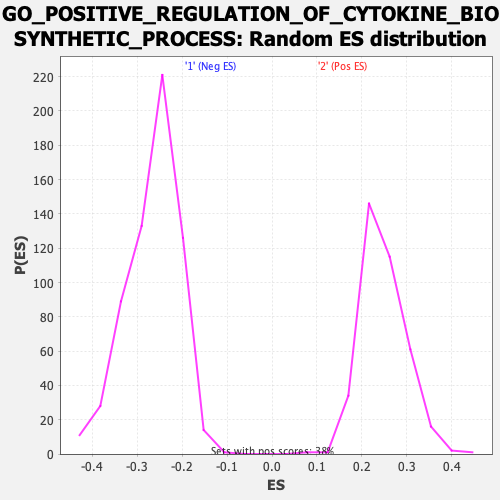 GO_POSITIVE_REGULATION_OF_CYTOKINE_BIO
SYNTHETIC_PROCESS: Random ES distribution
'1' (Neg ES) '2' (Pos ES)
220
200
180
160
140
120
100
80
60
40
20
0
P(ES)
Sets with pos scores: 38%
-0.4 -0.3 -0.2 -0.1 0.0 0.1 0.2 0.3 0.4
ES